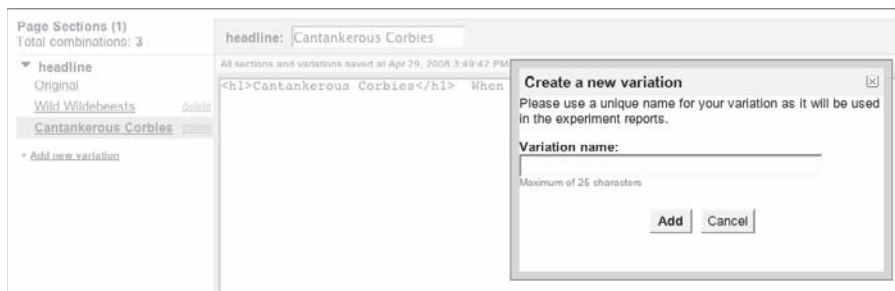 Page Sections (1)
Total combinations: 3
▼ headline
Original
Wild Wildebeests delete
Cantankerous Corbies delete
+ Add new variation
headline: Cantankerous Corbies
All sections and variations saved at Apr 29, 2008 3:49:42 PM
<h1>Cantankerous Corbies</h1> When
Create a new variation
Please use a unique name for your variation as it will be used
in the experiment reports.
Variation name:
Maximum of 25 characters
Add Cancel